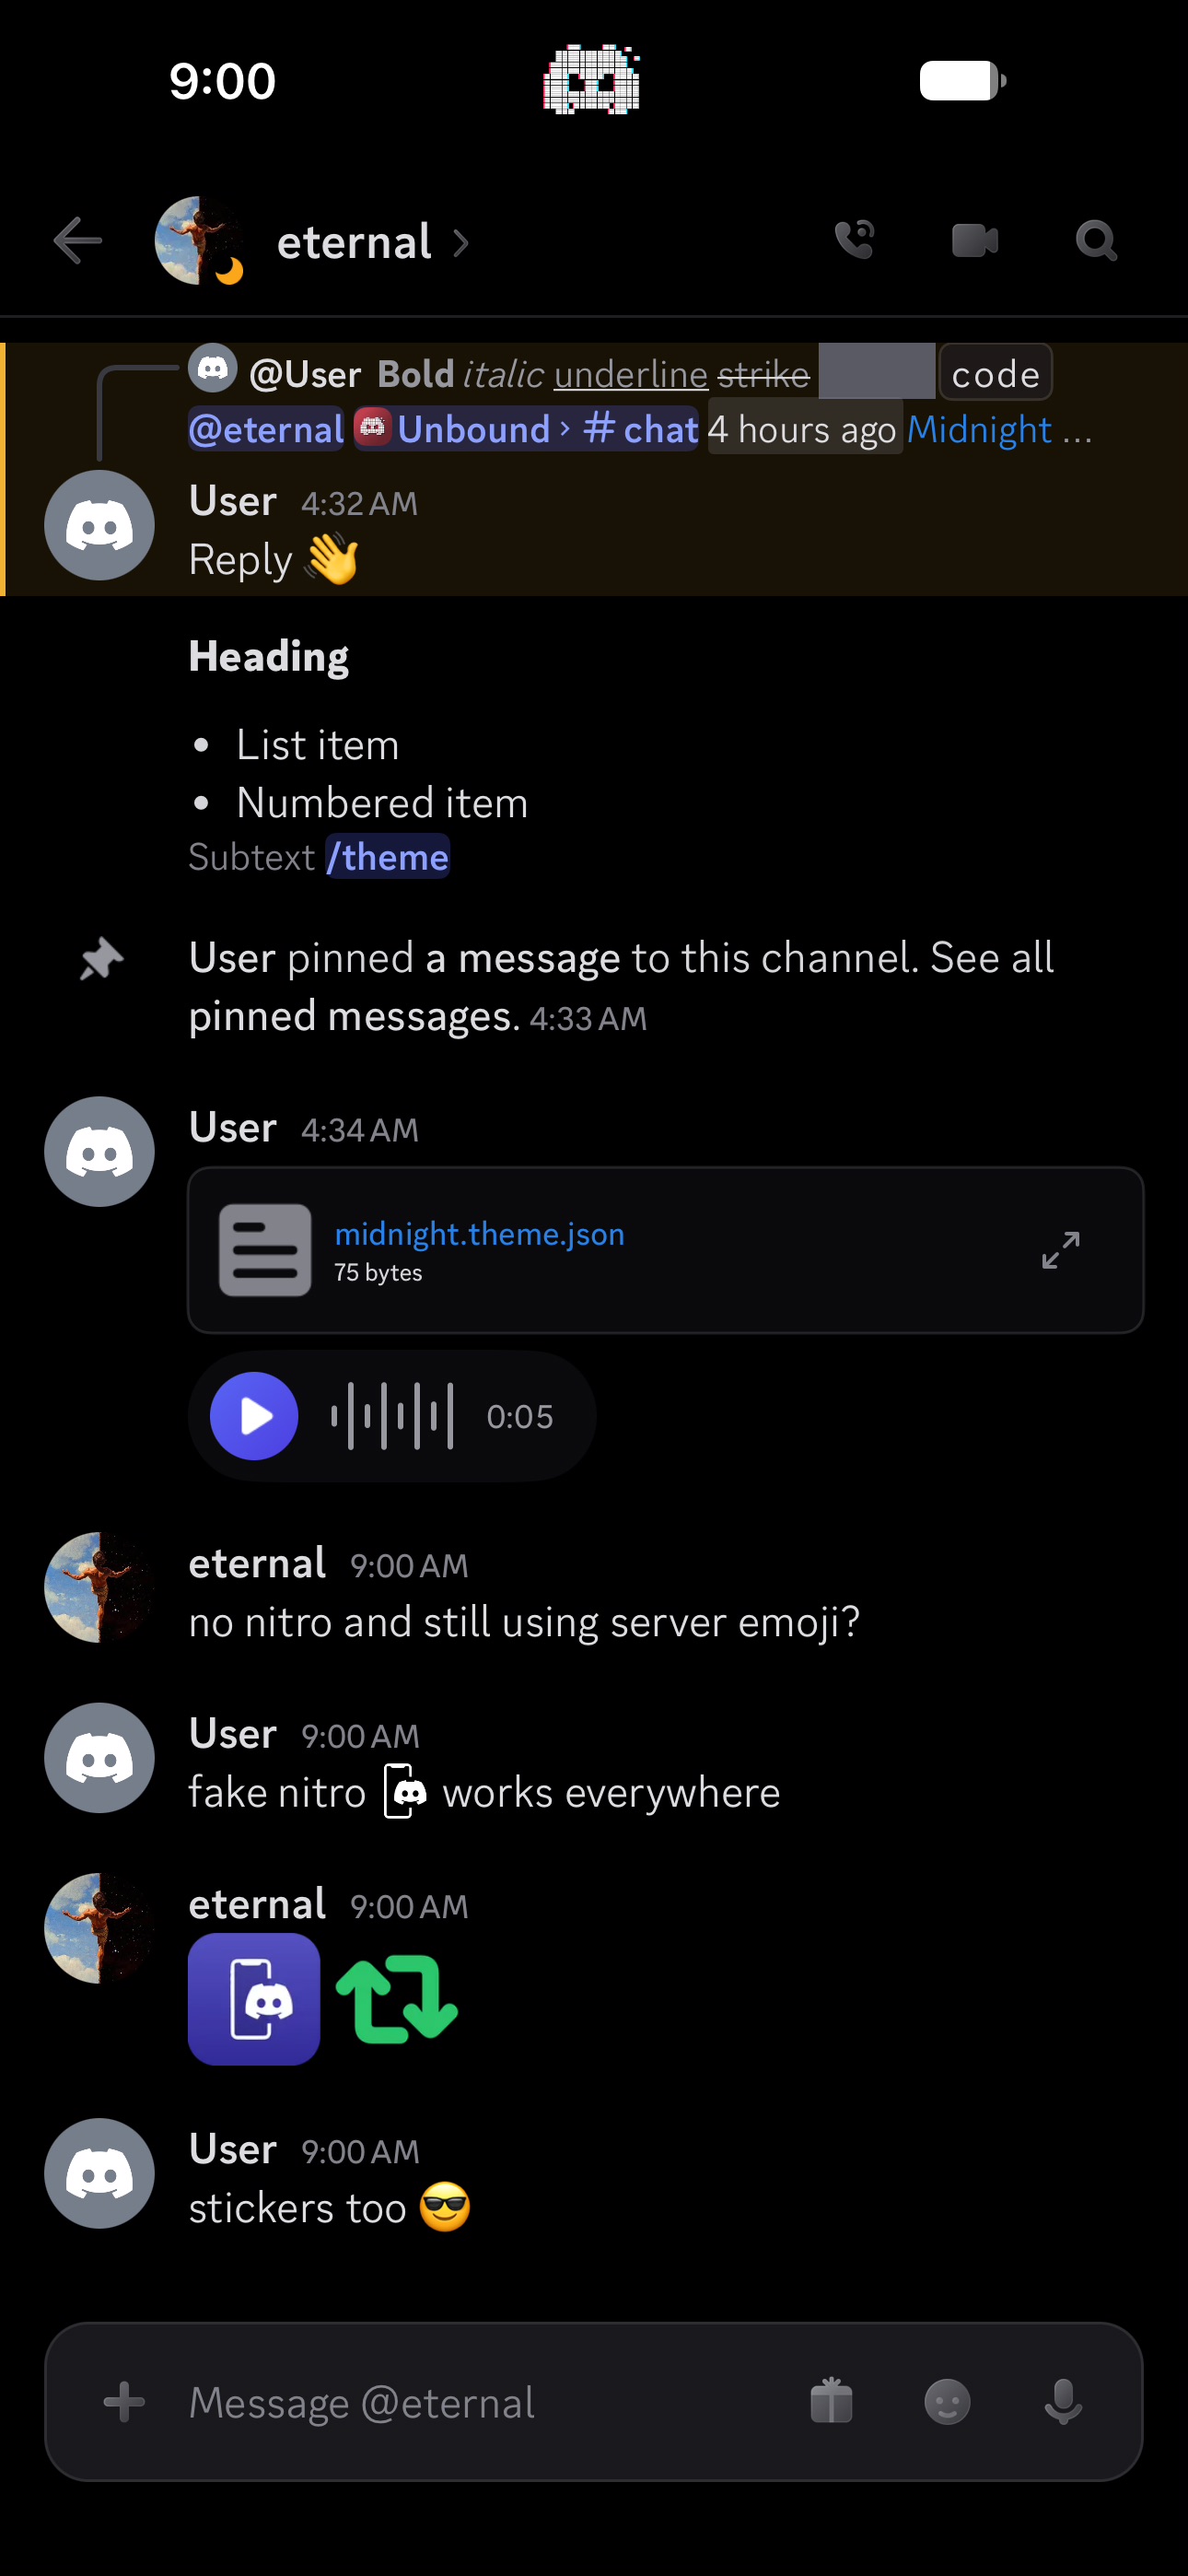 9:00
eternal
@User Bold italic underline strike code
@eternal Unbound › # chat 4 hours ago Midnight ...
User 4:32 AM
Reply 👋
Heading
• List item
• Numbered item
Subtext /theme
User pinned a message to this channel. See all
pinned messages. 4:33 AM
User 4:34 AM
midnight.theme.json
75 bytes
0:05
eternal 9:00 AM
no nitro and still using server emoji?
User 9:00 AM
fake nitro works everywhere
eternal 9:00 AM
User 9:00 AM
stickers too 😎
Message @eternal